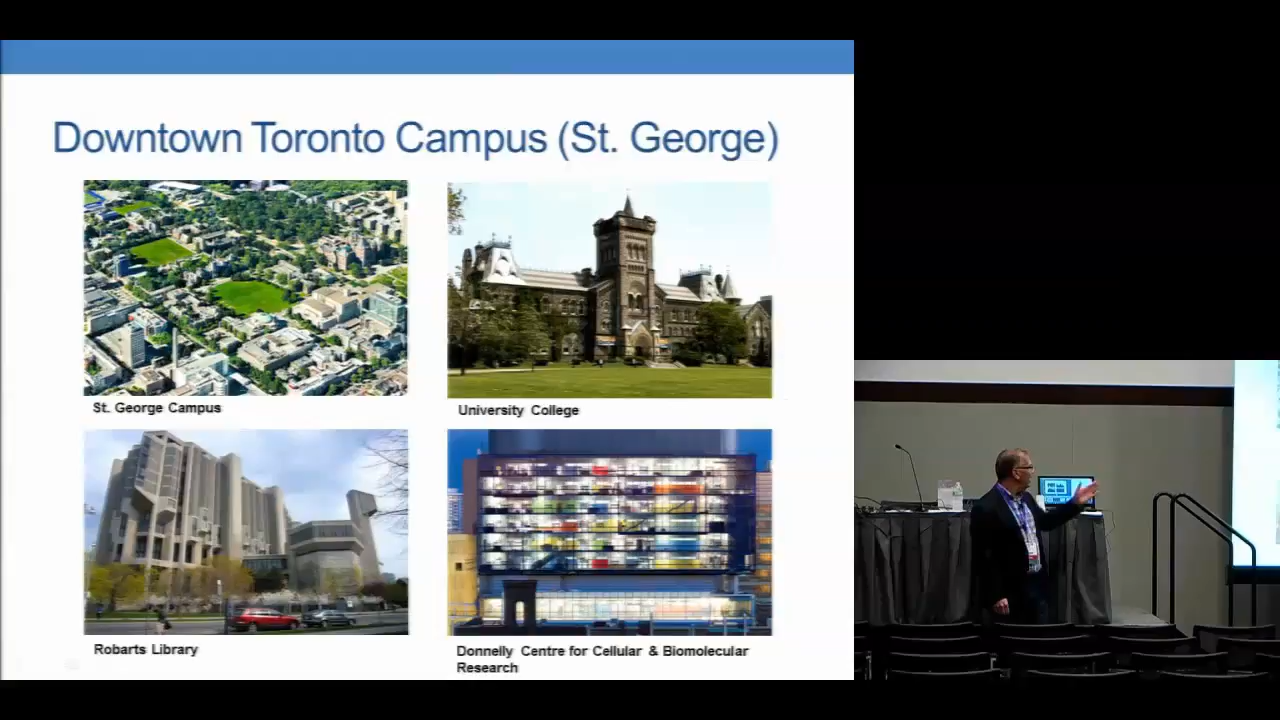 Downtown Toronto Campus (St. George)
St. George Campus
University College
Robarts Library
Donnelly Centre for Cellular & Biomolecular
Research